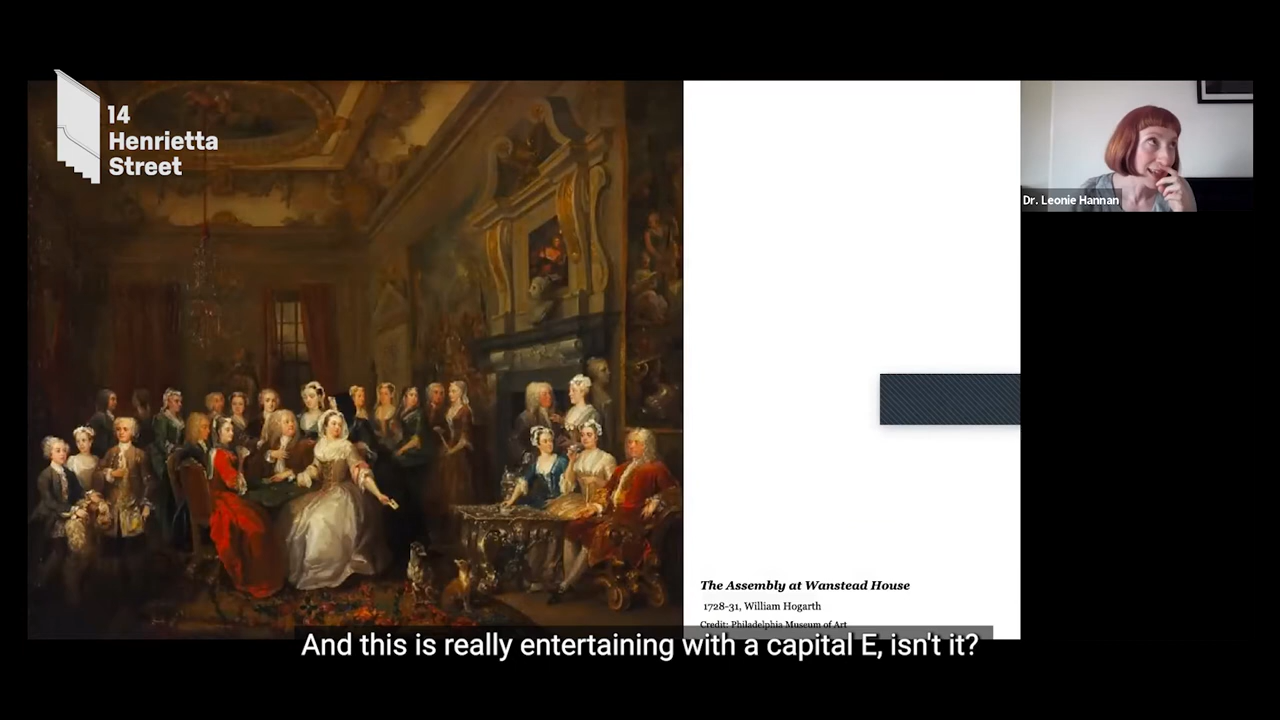 14
Henrietta
Street
Dr. Leonie Hannan
The Assembly at Wanstead House
1728-31, William Hogarth
Credit: Philadelphia Museum of Art
And this is really entertaining with a capital E, isn't it?